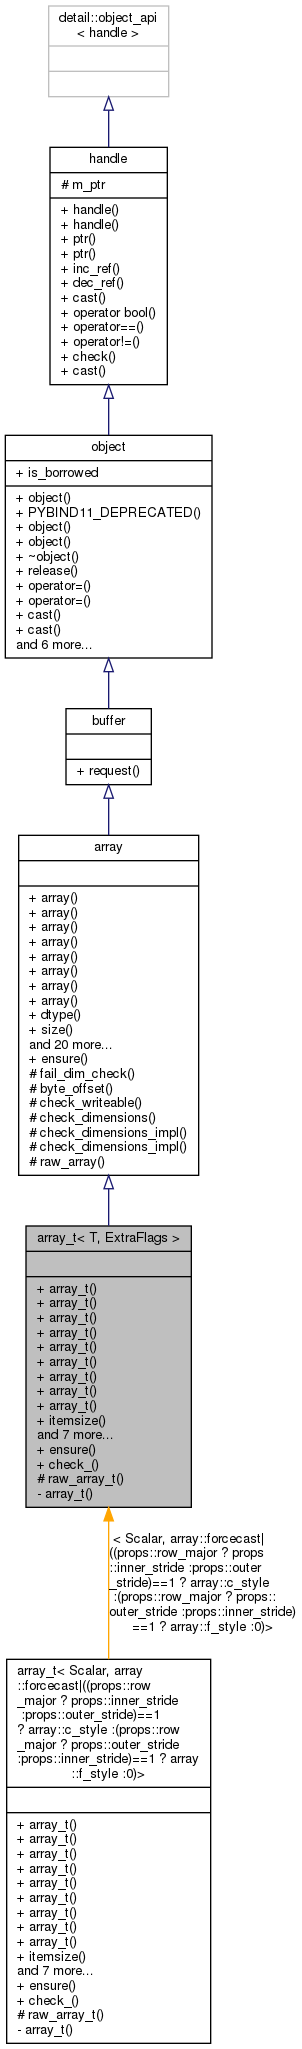 detail::object_api
< handle >
handle
# m_ptr
+ handle()
+ handle()
+ ptr()
+ ptr()
+ inc_ref()
+ dec_ref()
+ cast()
+ operator bool()
+ operator==()
+ operator!=()
+ check()
+ cast()
object
+ is_borrowed
+ object()
+ PYBIND11_DEPRECATED()
+ object()
+ object()
+ ~object()
+ release()
+ operator=()
+ operator=()
+ cast()
+ cast()
and 6 more...
buffer
+ request()
array
+ array()
+ array()
+ array()
+ array()
+ array()
+ array()
+ array()
+ array()
+ dtype()
+ size()
and 20 more...
+ ensure()
# fail_dim_check()
# byte_offset()
# check_writeable()
# check_dimensions()
# check_dimensions_impl()
# check_dimensions_impl()
# raw_array()
array_t< T, ExtraFlags >
+ array_t()
+ array_t()
+ array_t()
+ array_t()
+ array_t()
+ array_t()
+ array_t()
+ array_t()
+ array_t()
+ itemsize()
and 7 more...
+ ensure()
+ check_()
# raw_array_t()
- array_t()
< Scalar, array::forcecast|
((props::row_major ? props
::inner_stride :props::outer
_stride)==1 ? array::c_style
:(props::row_major ? props::
outer_stride :props::inner_stride)
==1 ? array::f_style :0)>
array_t< Scalar, array
::forcecast|((props::row
_major ? props::inner_stride
:props::outer_stride)==1
? array::c_style :(props::row
_major ? props::outer_stride
:props::inner_stride)==1 ? array
::f_style :0)>
+ array_t()
+ array_t()
+ array_t()
+ array_t()
+ array_t()
+ array_t()
+ array_t()
+ array_t()
+ array_t()
+ itemsize()
and 7 more...
+ ensure()
+ check_()
# raw_array_t()
- array_t()